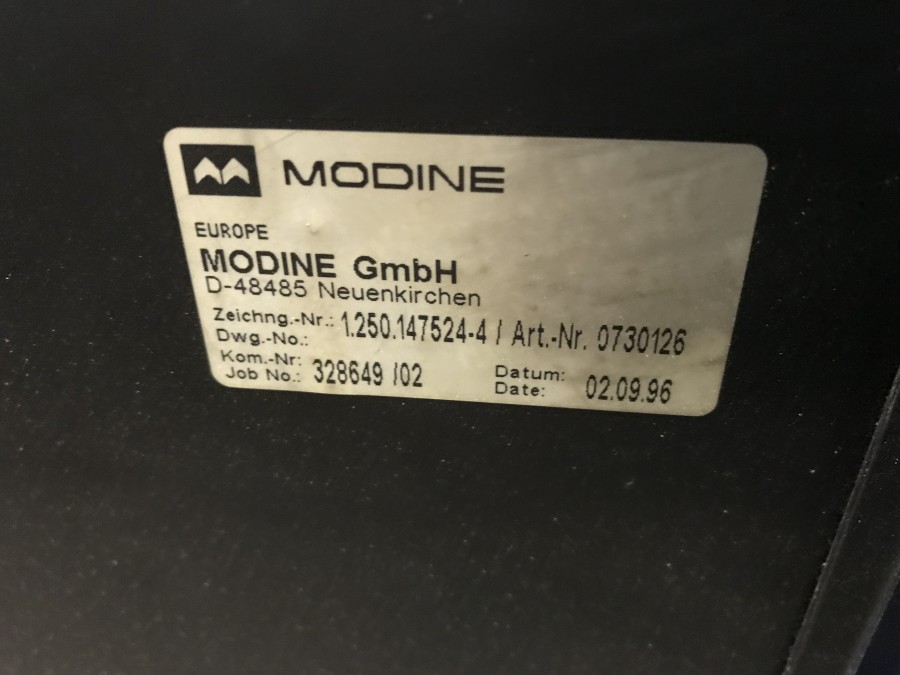 MODINE
EUROPE
MODINE GmbH
D-48485 Neuenkirchen
Zeichng.-Nr.: 1.250.147524-4 / Art.-Nr. 0730126
Dwg.-No.:
Kom.-Nr: 328649 /02 Datum: 02.09.96
Job No.: Date: